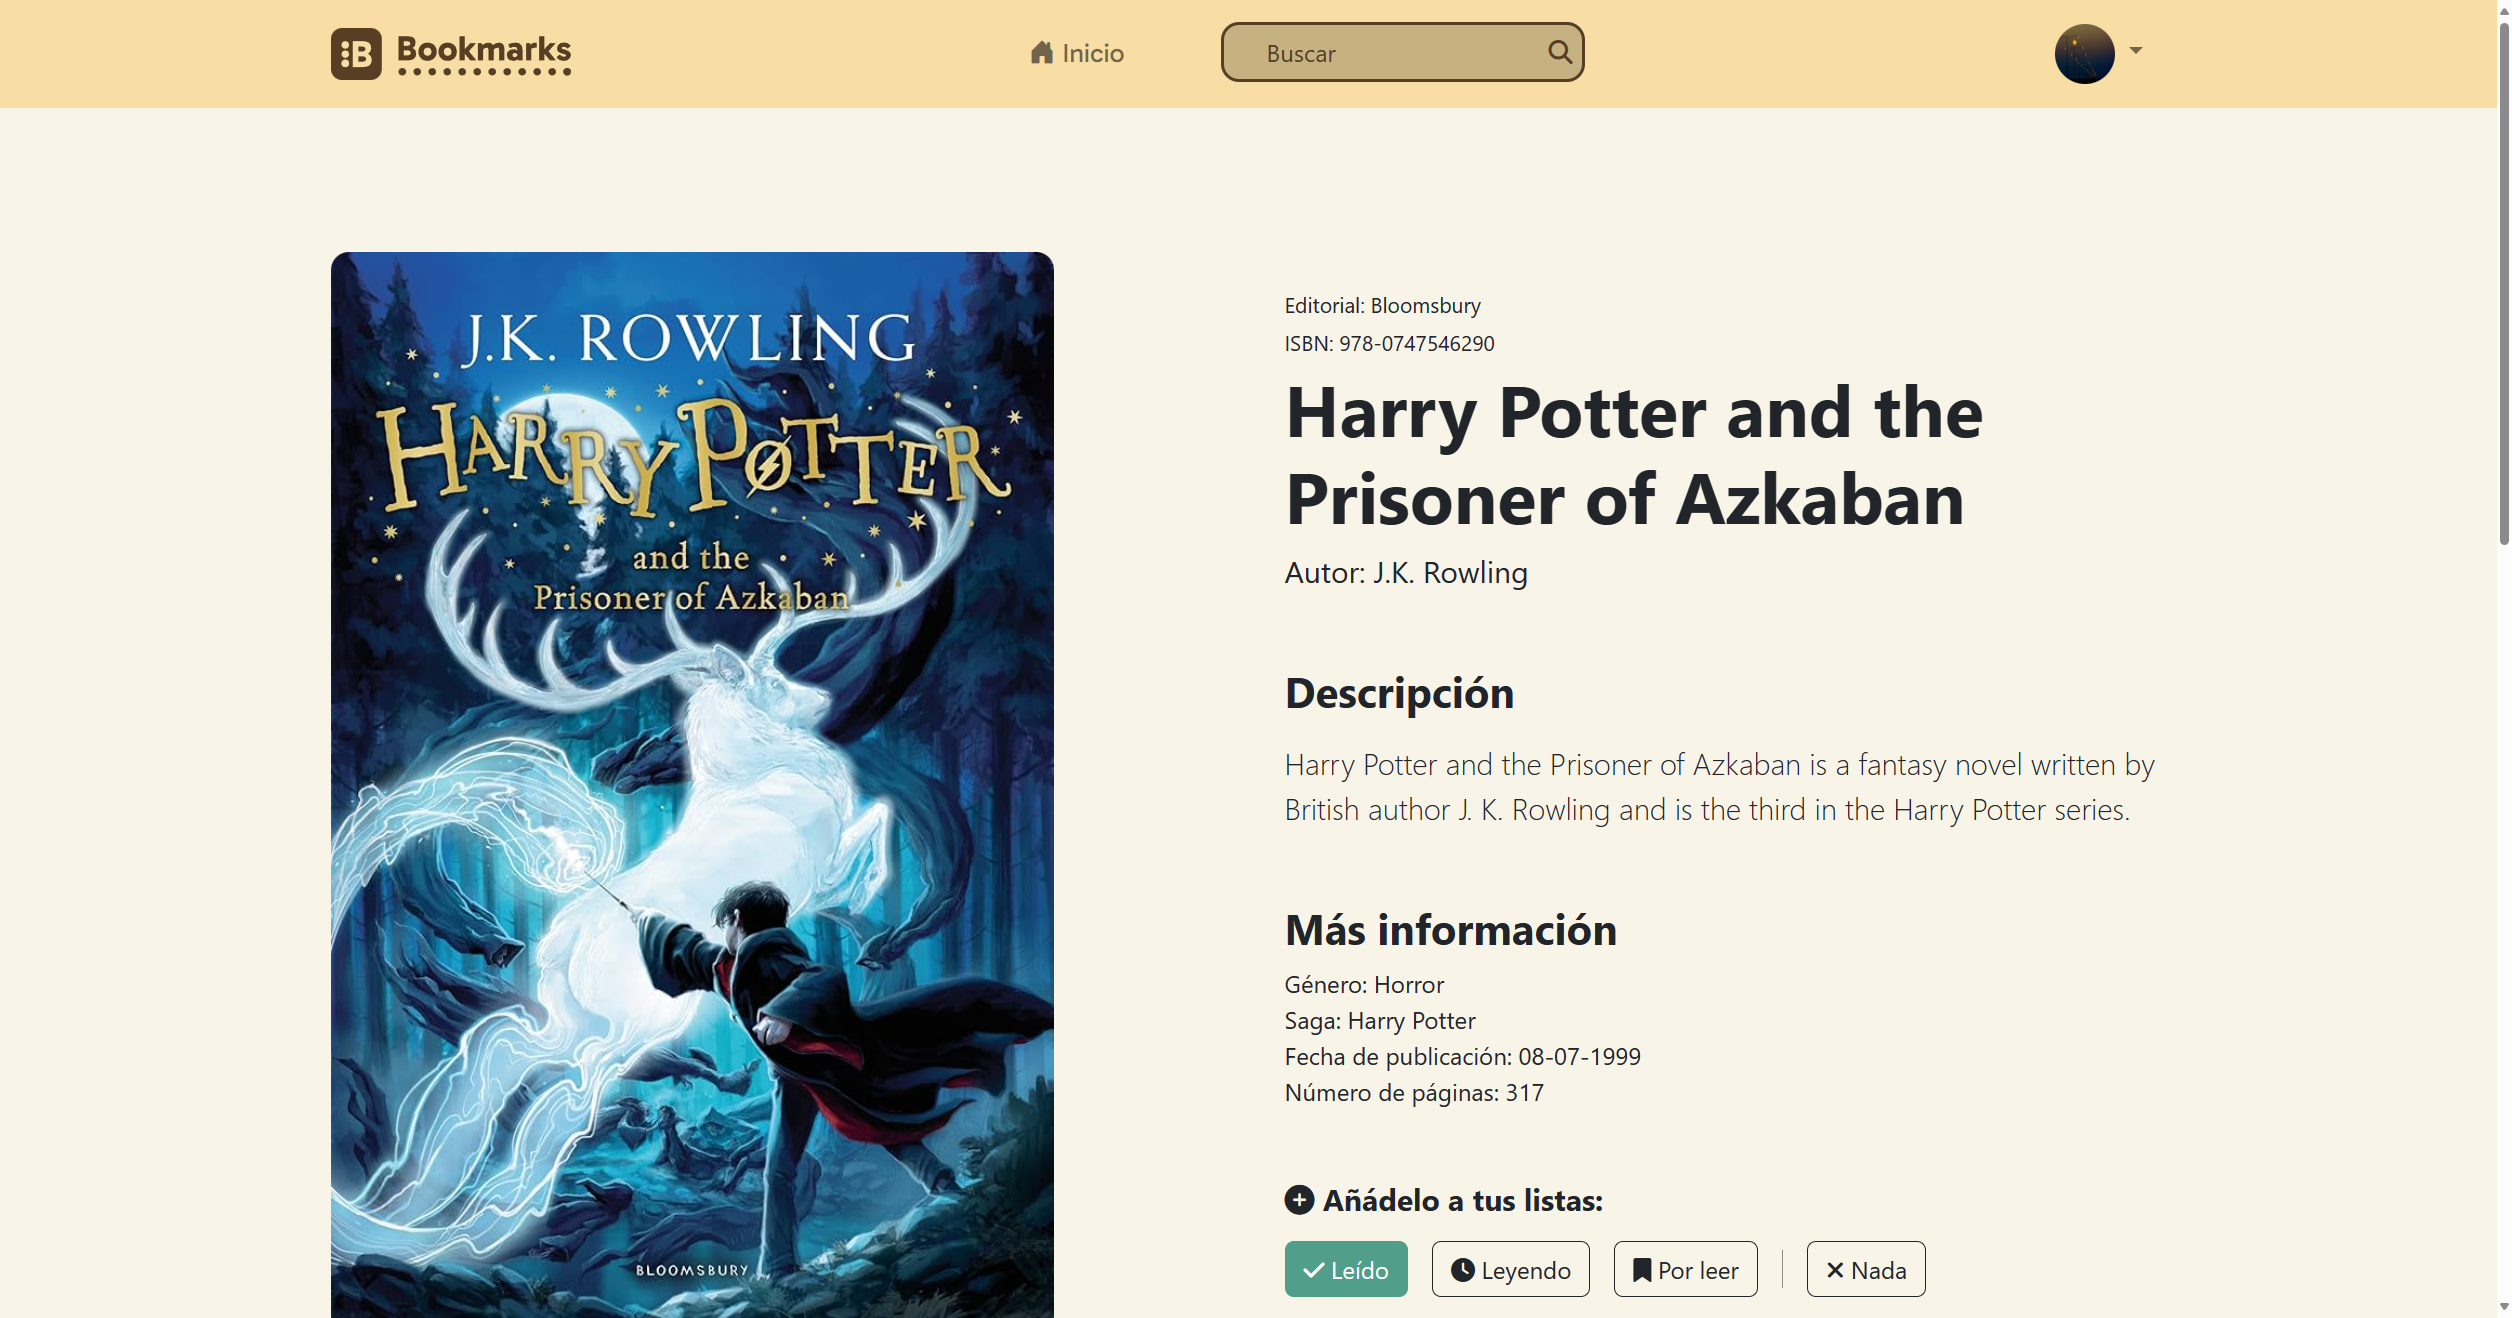 Bookmarks
Inicio
Buscar
J.K. ROWLING
HARRY POTTER
and the
Prisoner of Azkaban
BLOOMSBURY
Editorial: Bloomsbury
ISBN: 978-0747546290
Harry Potter and the
Prisoner of Azkaban
Autor: J.K. Rowling
Descripción
Harry Potter and the Prisoner of Azkaban is a fantasy novel written by
British author J. K. Rowling and is the third in the Harry Potter series.
Más información
Género: Horror
Saga: Harry Potter
Fecha de publicación: 08-07-1999
Número de páginas: 317
Añádelo a tus listas:
Leído Leyendo Por leer Nada